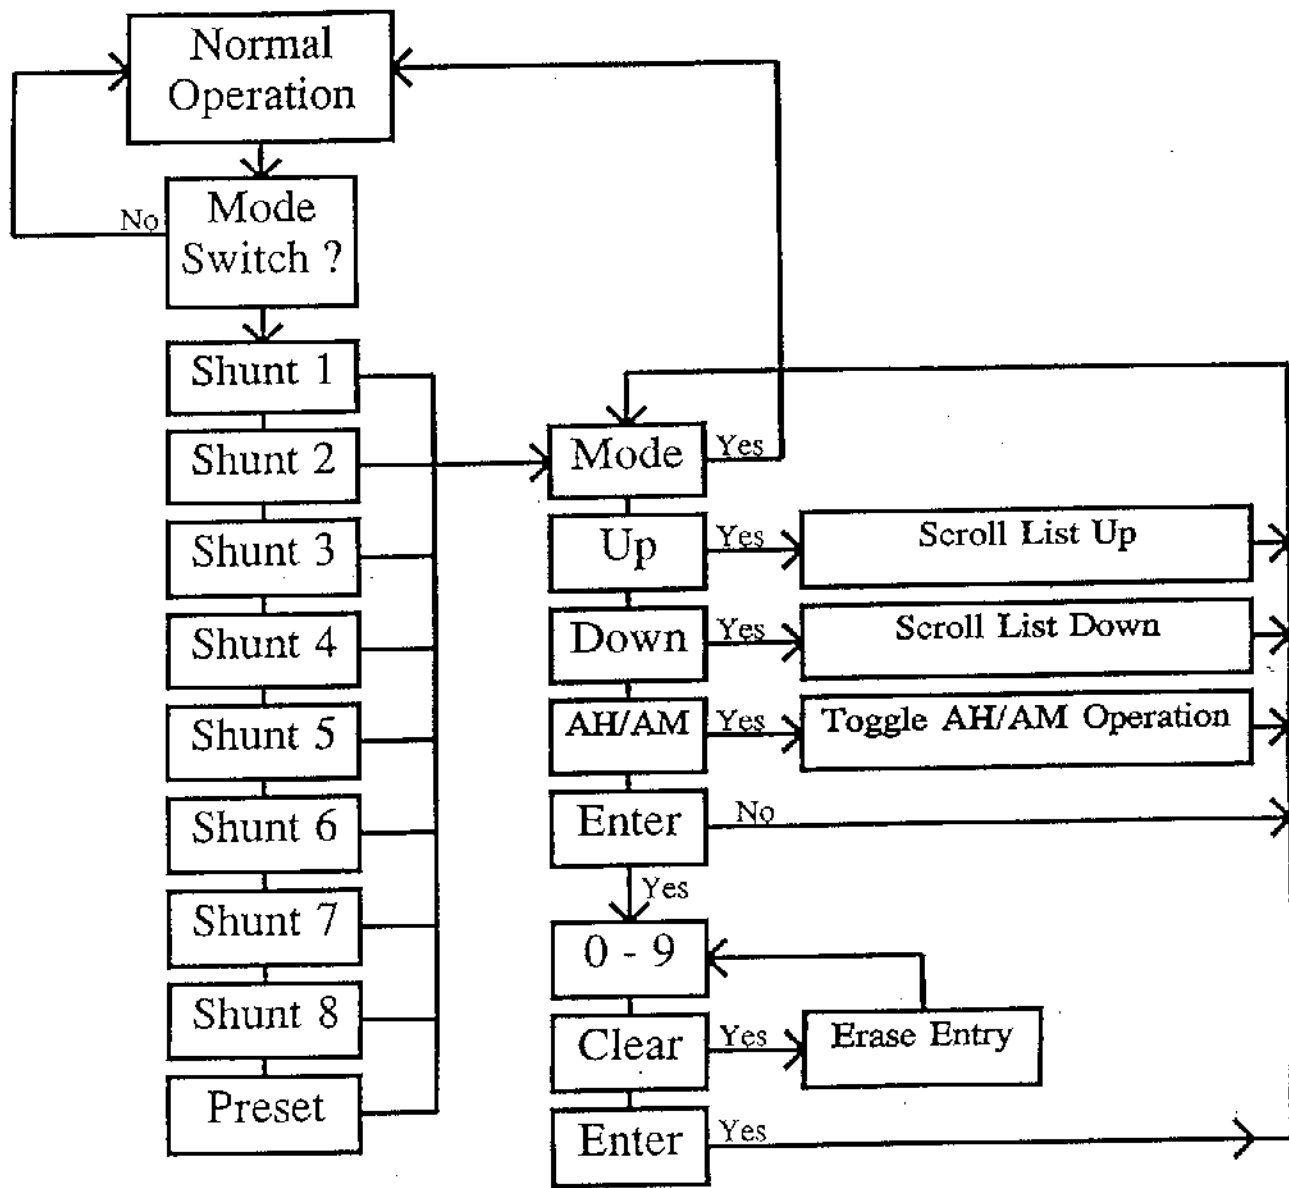 Normal
Operation
No
Mode
Switch ?
Shunt 1
Shunt 2
Shunt 3
Shunt 4
Shunt 5
Shunt 6
Shunt 7
Shunt 8
Preset
Mode
Yes
Up
Yes
Scroll List Up
Down
Yes
Scroll List Down
AH/AM
Yes
Toggle AH/AM Operation
Enter
No
Yes
0 - 9
Clear
Yes
Erase Entry
Enter
Yes